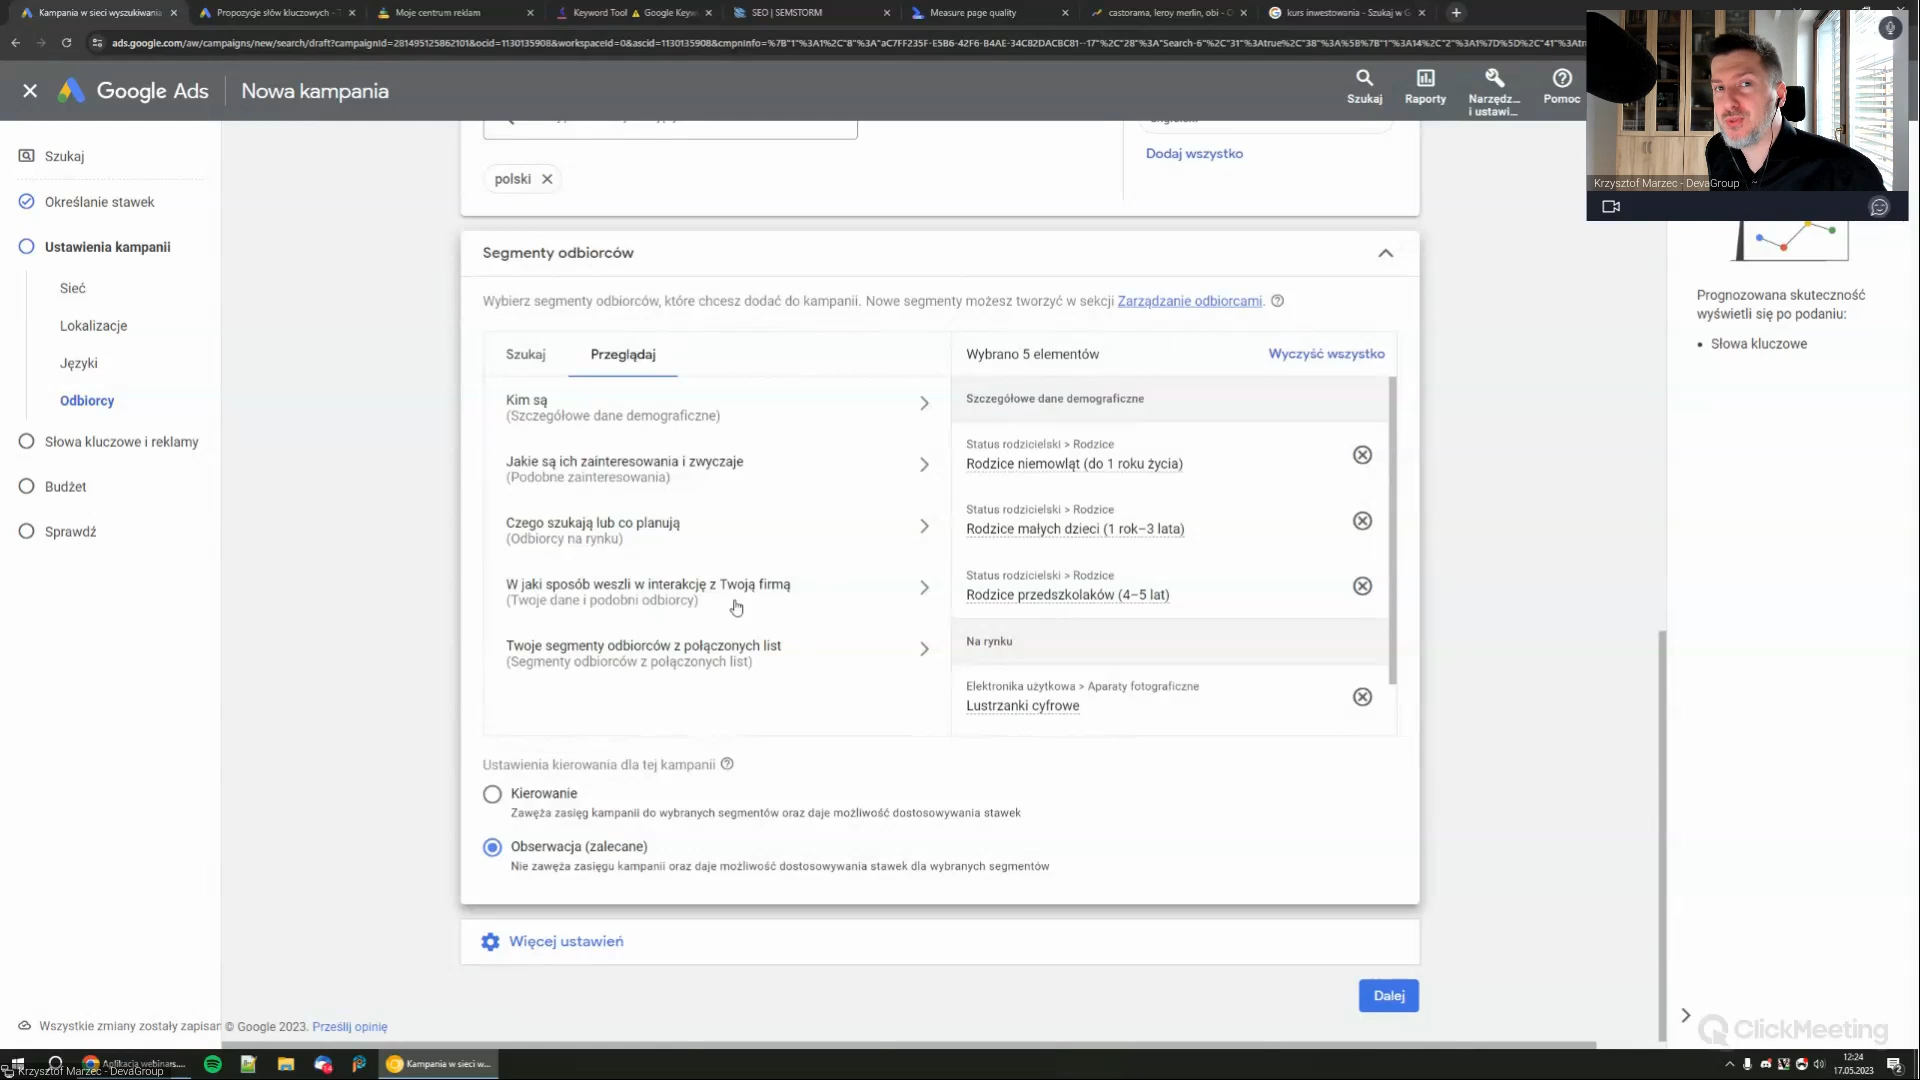 Kampania w sieci wyszukiwania
Propozycje słów kluczowych - T
Moje centrum reklam
Keyword Tool
Google Keyw
SEO | SEMSTORM
Measure page quality
castorama, leroy merlin, obi - O
kurs inwestowania - Szukaj w G
Google Ads
Nowa kampania
Szukaj
Raporty
Narzędz...
i ustawi...
Pomoc
Krzysztof Marzec - DevaGroup
Szukaj
Określanie stawek
Ustawienia kampanii
Sieć
Lokalizacje
Języki
Odbiorcy
Słowa kluczowe i reklamy
Budżet
Sprawdź
Dodaj wszystko
polski
Segmenty odbiorców
Wybierz segmenty odbiorców, które chcesz dodać do kampanii. Nowe segmenty możesz tworzyć w sekcji Zarządzanie odbiorcami.
Szukaj
Przeglądaj
Kim są
(Szczegółowe dane demograficzne)
Jakie są ich zainteresowania i zwyczaje
(Podobne zainteresowania)
Czego szukają lub co planują
(Odbiorcy na rynku)
W jaki sposób weszli w interakcję z Twoją firmą
(Twoje dane i podobni odbiorcy)
Twoje segmenty odbiorców z połączonych list
(Segmenty odbiorców z połączonych list)
Wybrano 5 elementów
Wyczyść wszystko
Szczegółowe dane demograficzne
Status rodzicielski > Rodzice
Rodzice niemowląt (do 1 roku życia)
Status rodzicielski > Rodzice
Rodzice małych dzieci (1 rok–3 lata)
Status rodzicielski > Rodzice
Rodzice przedszkolaków (4–5 lat)
Na rynku
Elektronika użytkowa > Aparaty fotograficzne
Lustrzanki cyfrowe
Ustawienia kierowania dla tej kampanii
Kierowanie
Zawęża zasięg kampanii do wybranych segmentów oraz daje możliwość dostosowywania stawek
Obserwacja (zalecane)
Nie zawęża zasięgu kampanii oraz daje możliwość dostosowywania stawek dla wybranych segmentów
Więcej ustawień
Dalej
Prognozowana skuteczność
wyświetli się po podaniu:
• Słowa kluczowe
Wszystkie zmiany zostały zapisan
© Google 2023.
Prześlij opinię
ClickMeeting
Aplikacja webinars...
Kampania w sieci w...
Krzysztof Marzec - DevaGroup
12:24
17.05.2023